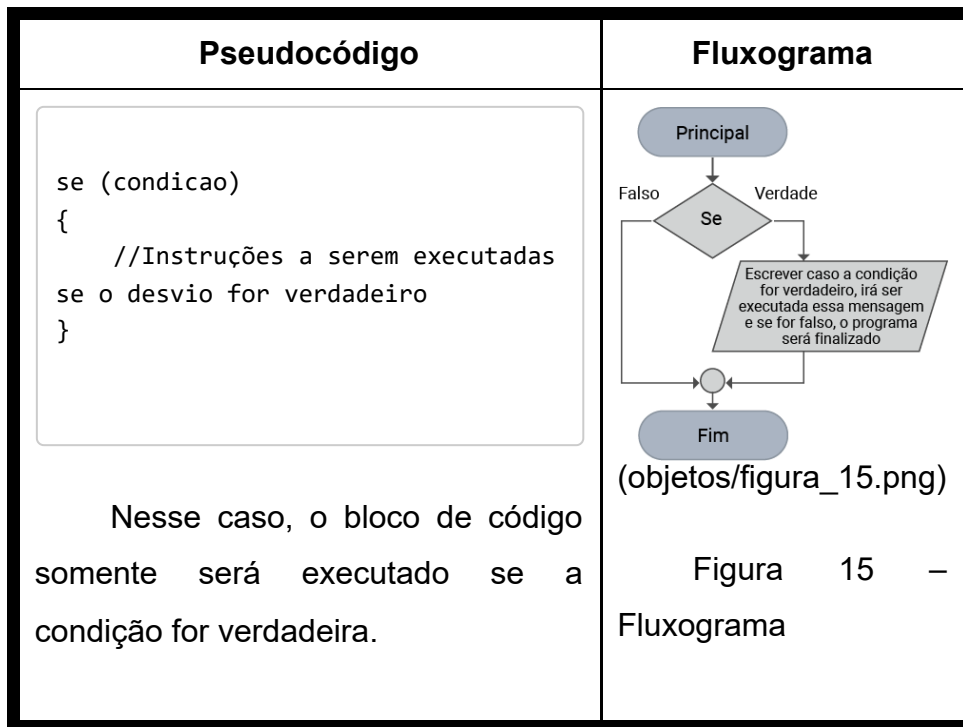 Pseudocódigo
Fluxograma
se (condicao)
{
//Instruções a serem executadas
se o desvio for verdadeiro
}
Nesse caso, o bloco de código
somente será executado se a
condição for verdadeira.
Principal
Falso
Verdade
Se
Escrever caso a condição
for verdadeiro, irá ser
executada essa mensagem
e se for falso, o programa
será finalizado
Fim
(objetos/figura_15.png)
Figura 15 –
Fluxograma